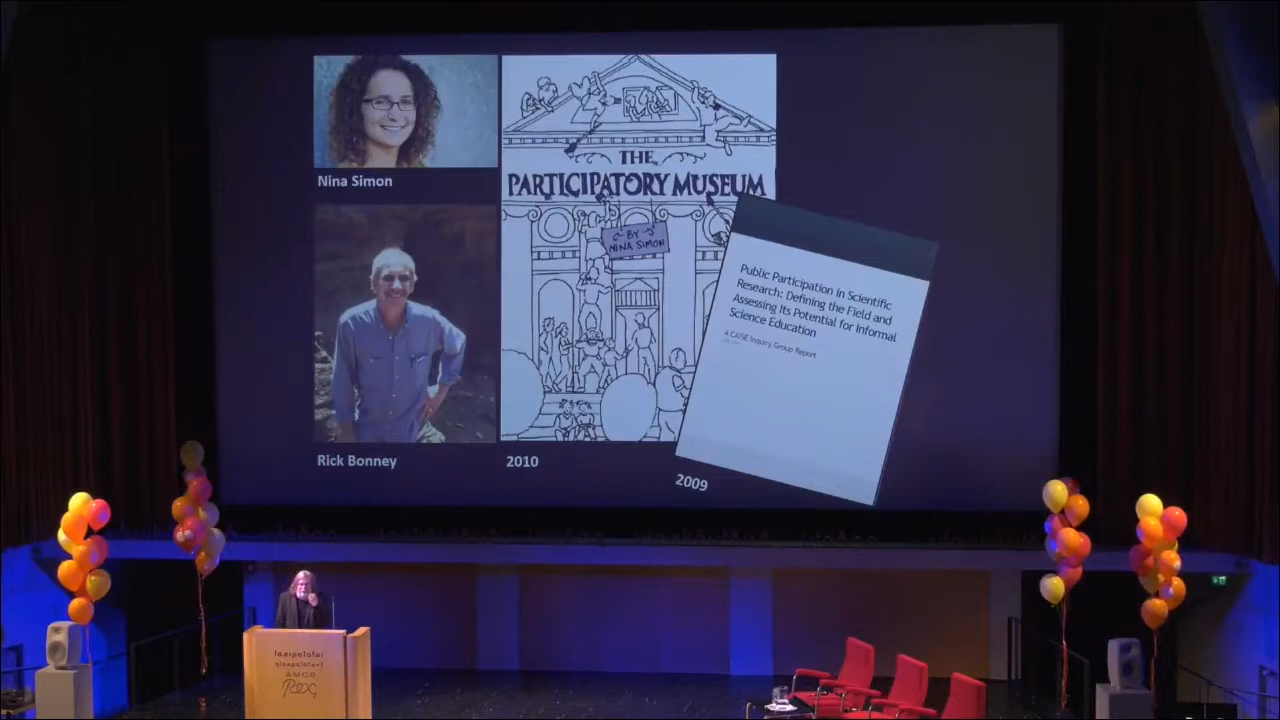 Nina Simon
Rick Bonney
THE
PARTICIPATORY MUSEUM
BY
NINA SIMON
2010
Public Participation in Scientific
Research: Defining the Field and
Assessing Its Potential for Informal
Science Education
A CAISE Inquiry Group Report
2009
Rex